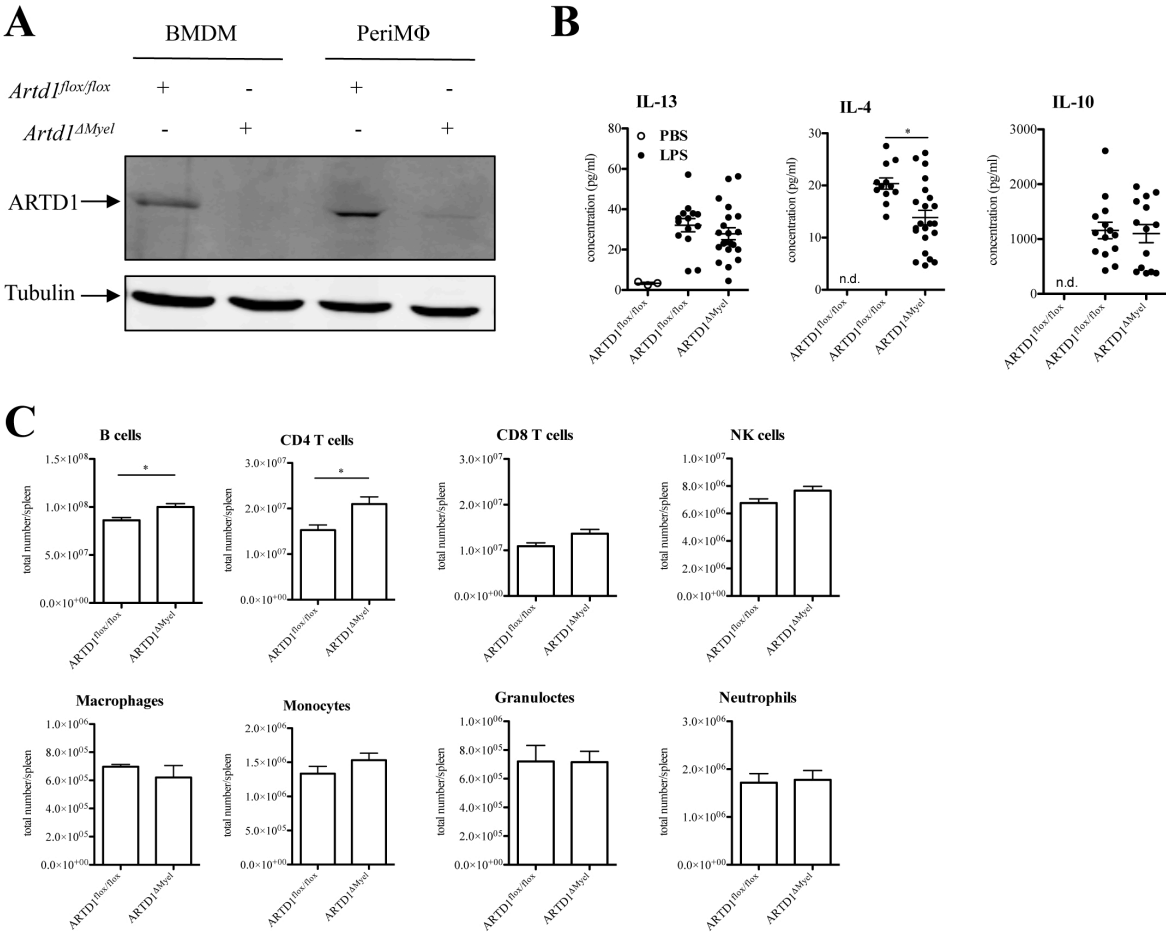 A
BMDM PeriMΦ
Artd1flox/flox + - + -
Artd1ΔMyel - + - +
ARTD1
Tubulin
B
IL-13
concentration (pg/ml)
80
60
40
20
0
PBS
LPS
ARTD1flox/flox
ARTD1flox/flox
ARTD1ΔMyel
IL-4
concentration (pg/ml)
30
20
10
0
*
n.d.
ARTD1flox/flox
ARTD1flox/flox
ARTD1ΔMyel
IL-10
concentration (pg/ml)
3000
2000
1000
0
n.d.
ARTD1flox/flox
ARTD1flox/flox
ARTD1ΔMyel
C
B cells
total number/spleen
1.5×10^08
1.0×10^08
5.0×10^07
0.0×10^+00
*
ARTD1flox/flox
ARTD1ΔMyel
CD4 T cells
total number/spleen
3.0×10^07
2.0×10^07
1.0×10^07
0.0×10^+00
*
ARTD1flox/flox
ARTD1ΔMyel
CD8 T cells
total number/spleen
3.0×10^07
2.0×10^07
1.0×10^07
0.0×10^+00
ARTD1flox/flox
ARTD1ΔMyel
NK cells
total number/spleen
1.0×10^07
8.0×10^06
6.0×10^06
4.0×10^06
2.0×10^06
0.0×10^+00
ARTD1flox/flox
ARTD1ΔMyel
Macrophages
total number/spleen
1.0×10^06
8.0×10^05
6.0×10^05
4.0×10^05
2.0×10^05
0.0×10^+00
ARTD1flox/flox
ARTD1ΔMyel
Monocytes
total number/spleen
2.0×10^06
1.5×10^06
1.0×10^06
5.0×10^05
0.0×10^+00
ARTD1flox/flox
ARTD1ΔMyel
Granuloctes
total number/spleen
1.0×10^06
8.0×10^05
6.0×10^05
4.0×10^05
2.0×10^05
0.0×10^+00
ARTD1flox/flox
ARTD1ΔMyel
Neutrophils
total number/spleen
3.0×10^06
2.0×10^06
1.0×10^06
0.0×10^+00
ARTD1flox/flox
ARTD1ΔMyel